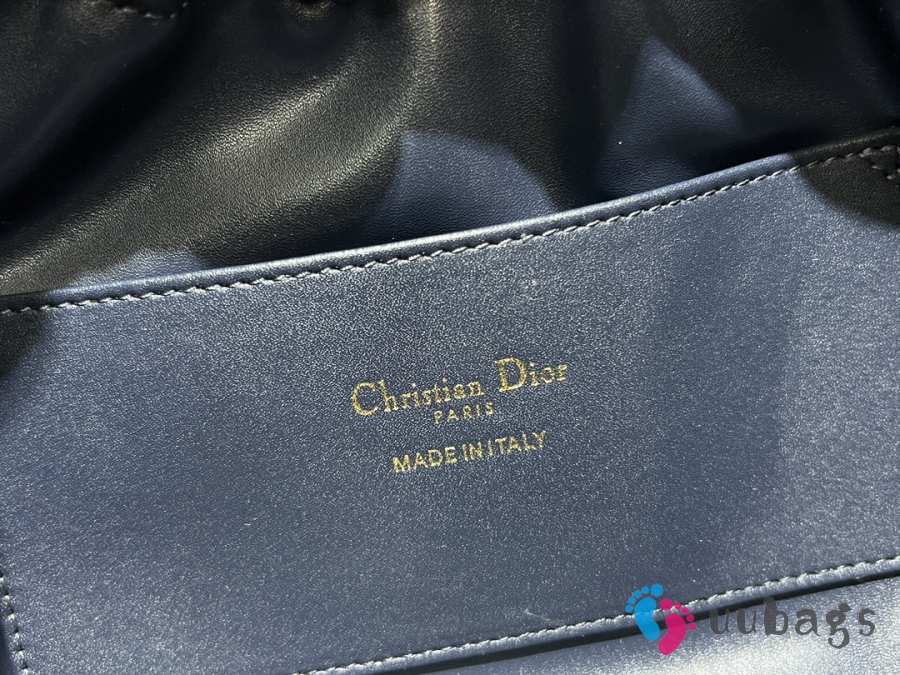 Christian Dior
PARIS
MADE IN ITALY
uubags